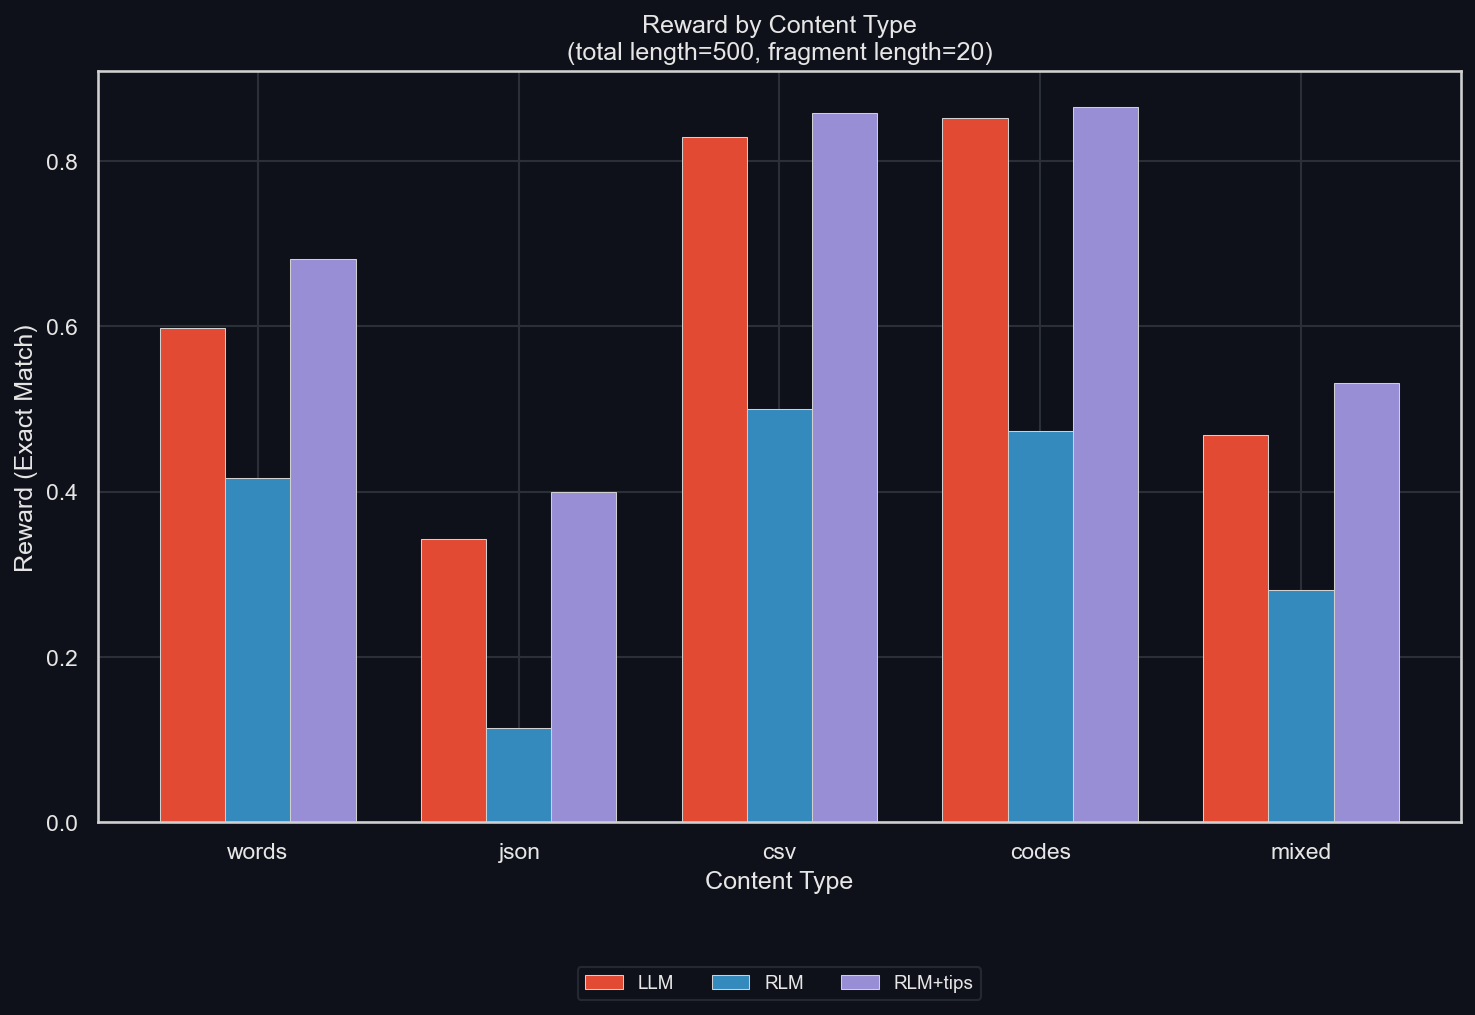 Reward by Content Type
(total length=500, fragment length=20)
Reward (Exact Match)
0.8
0.6
0.4
0.2
0.0
words json csv codes mixed
Content Type
LLM RLM RLM+tips